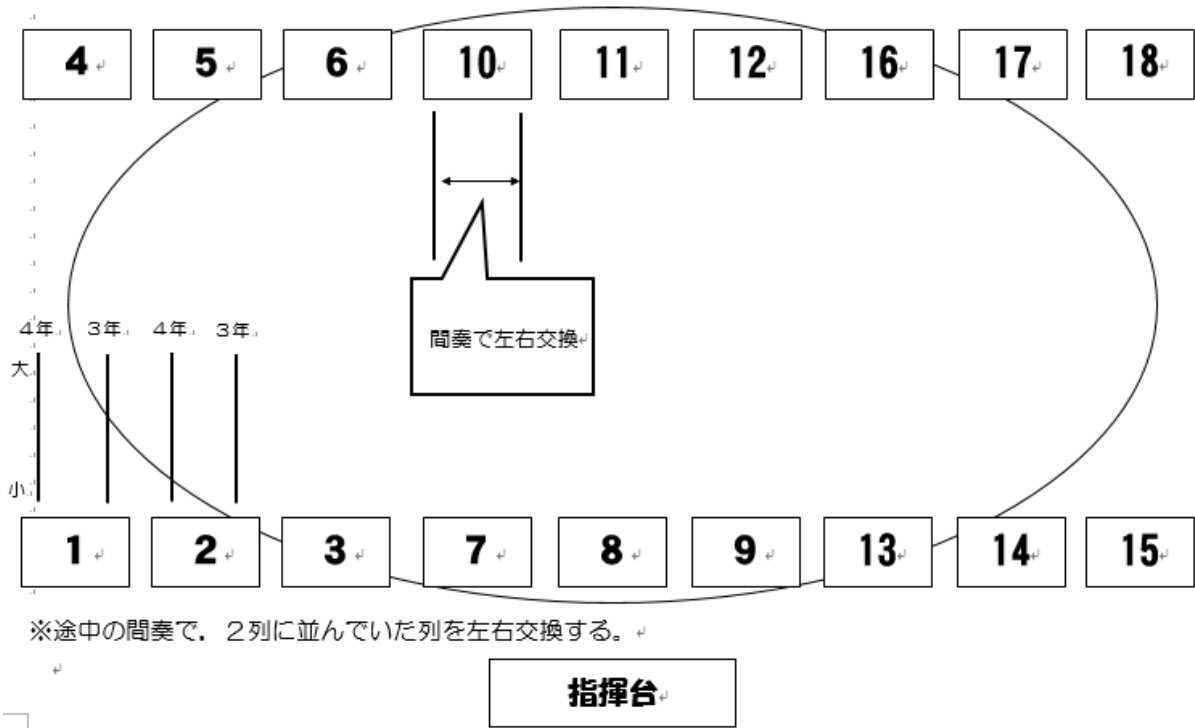 4 5 6 10 11 12 16 17 18
間奏で左右交換
４年 ３年 ４年 ３年
大
小
1 2 3 7 8 9 13 14 15
※途中の間奏で，２列に並んでいた列を左右交換する。
指揮台